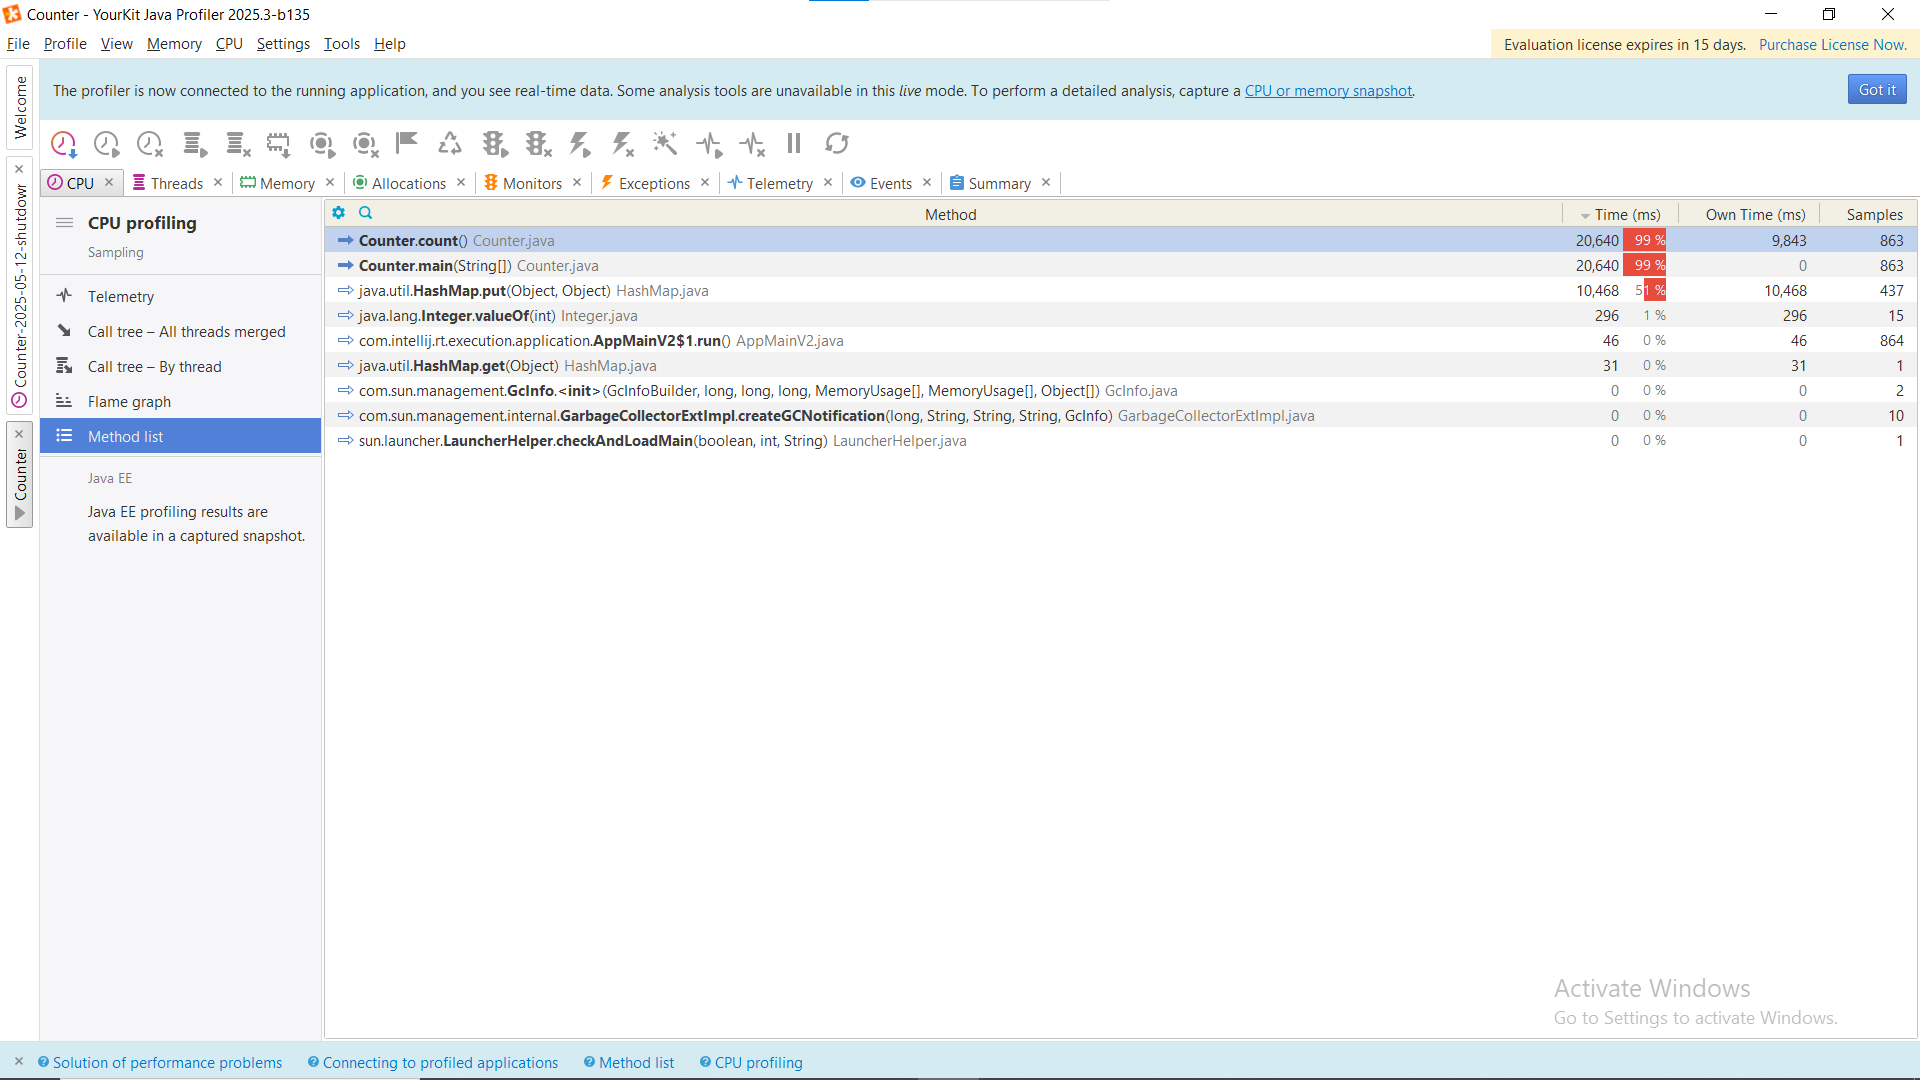 Counter - YourKit Java Profiler 2025.3-b135
File Profile View Memory CPU Settings Tools Help
Evaluation license expires in 15 days. Purchase License Now.
The profiler is now connected to the running application, and you see real-time data. Some analysis tools are unavailable in this live mode. To perform a detailed analysis, capture a CPU or memory snapshot.
Got it
Welcome
Counter-2025-05-12-shutdown
Counter
CPU Threads Memory Allocations Monitors Exceptions Telemetry Events Summary
CPU profiling
Sampling
Telemetry
Call tree – All threads merged
Call tree – By thread
Flame graph
Method list
Java EE
Java EE profiling results are
available in a captured snapshot.
Method Time (ms) Own Time (ms) Samples
Counter.count() Counter.java 20,640 99 % 9,843 863
Counter.main(String[]) Counter.java 20,640 99 % 0 863
java.util.HashMap.put(Object, Object) HashMap.java 10,468 51 % 10,468 437
java.lang.Integer.valueOf(int) Integer.java 296 1 % 296 15
com.intellij.rt.execution.application.AppMainV2$1.run() AppMainV2.java 46 0 % 46 864
java.util.HashMap.get(Object) HashMap.java 31 0 % 31 1
com.sun.management.GcInfo.<init>(GcInfoBuilder, long, long, long, MemoryUsage[], MemoryUsage[], Object[]) GcInfo.java 0 0 % 0 2
com.sun.management.internal.GarbageCollectorExtImpl.createGCNotification(long, String, String, String, GcInfo) GarbageCollectorExtImpl.java 0 0 % 0 10
sun.launcher.LauncherHelper.checkAndLoadMain(boolean, int, String) LauncherHelper.java 0 0 % 0 1
Activate Windows
Go to Settings to activate Windows.
Solution of performance problems Connecting to profiled applications Method list CPU profiling